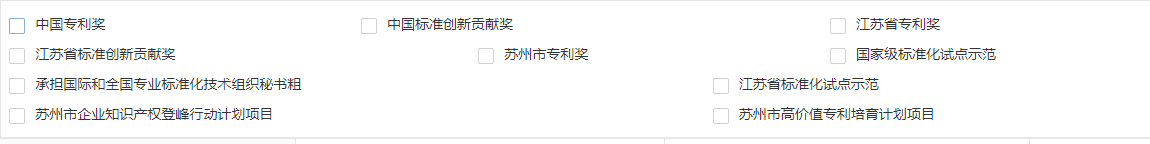 中国专利奖 中国标准创新贡献奖 江苏省专利奖
江苏省标准创新贡献奖 苏州市专利奖 国家级标准化试点示范
承担国际和全国专业标准化技术组织秘书粗 江苏省标准化试点示范
苏州市企业知识产权登峰行动计划项目 苏州市高价值专利培育计划项目